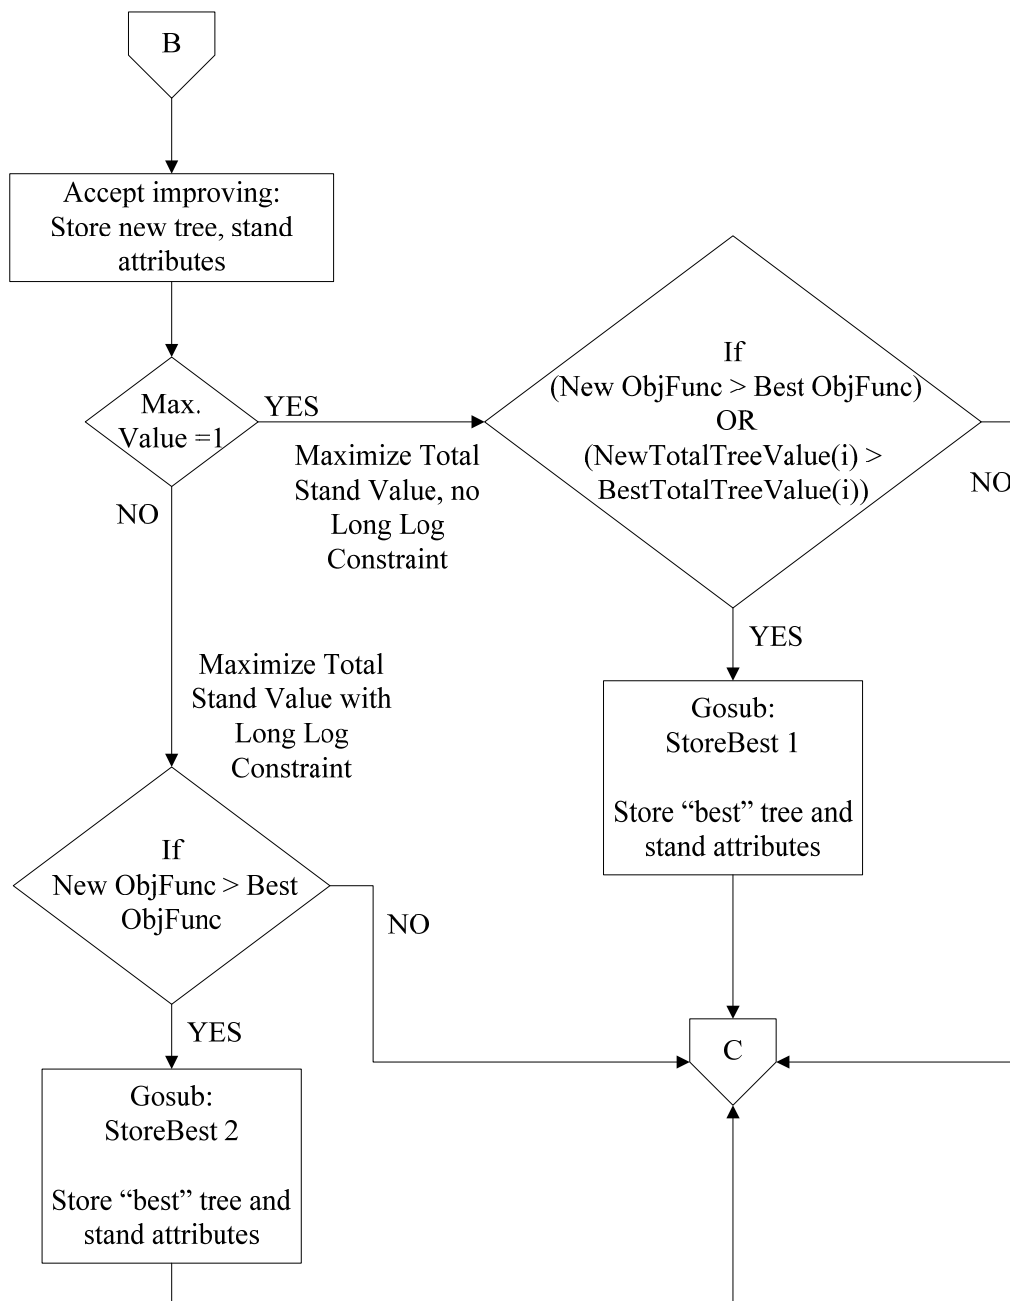 B
Accept improving:
Store new tree, stand
attributes
Max.
Value =1
YES
Maximize Total
Stand Value, no
Long Log
Constraint
NO
If
(New ObjFunc > Best ObjFunc)
OR
(NewTotalTreeValue(i) >
BestTotalTreeValue(i))
NO
YES
Gosub:
StoreBest 1
Store “best” tree and
stand attributes
Maximize Total
Stand Value with
Long Log
Constraint
If
New ObjFunc > Best
ObjFunc
NO
YES
C
Gosub:
StoreBest 2
Store “best” tree and
stand attributes